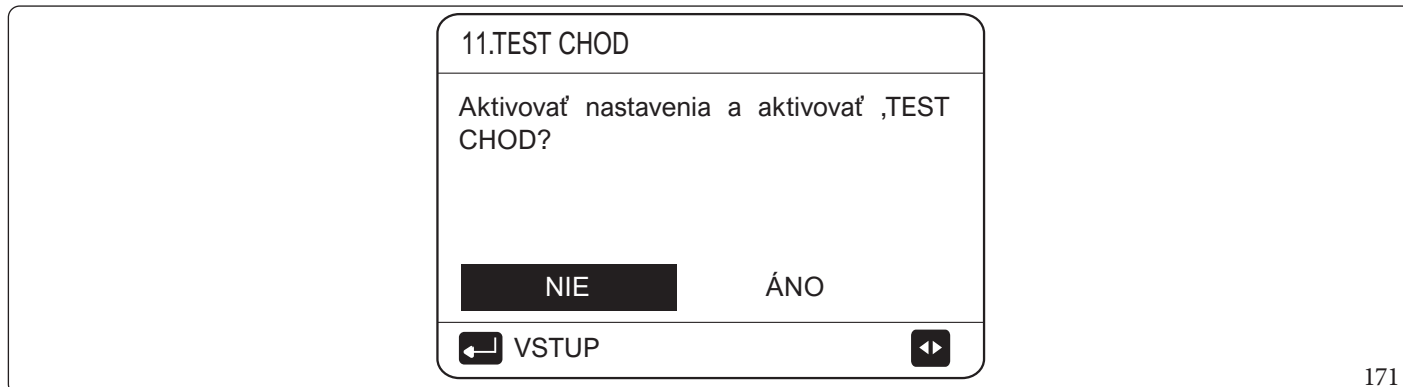 11.TEST CHOD
Aktivovať nastavenia a aktivovať ‚TEST
CHOD?
NIE ÁNO
VSTUP
171